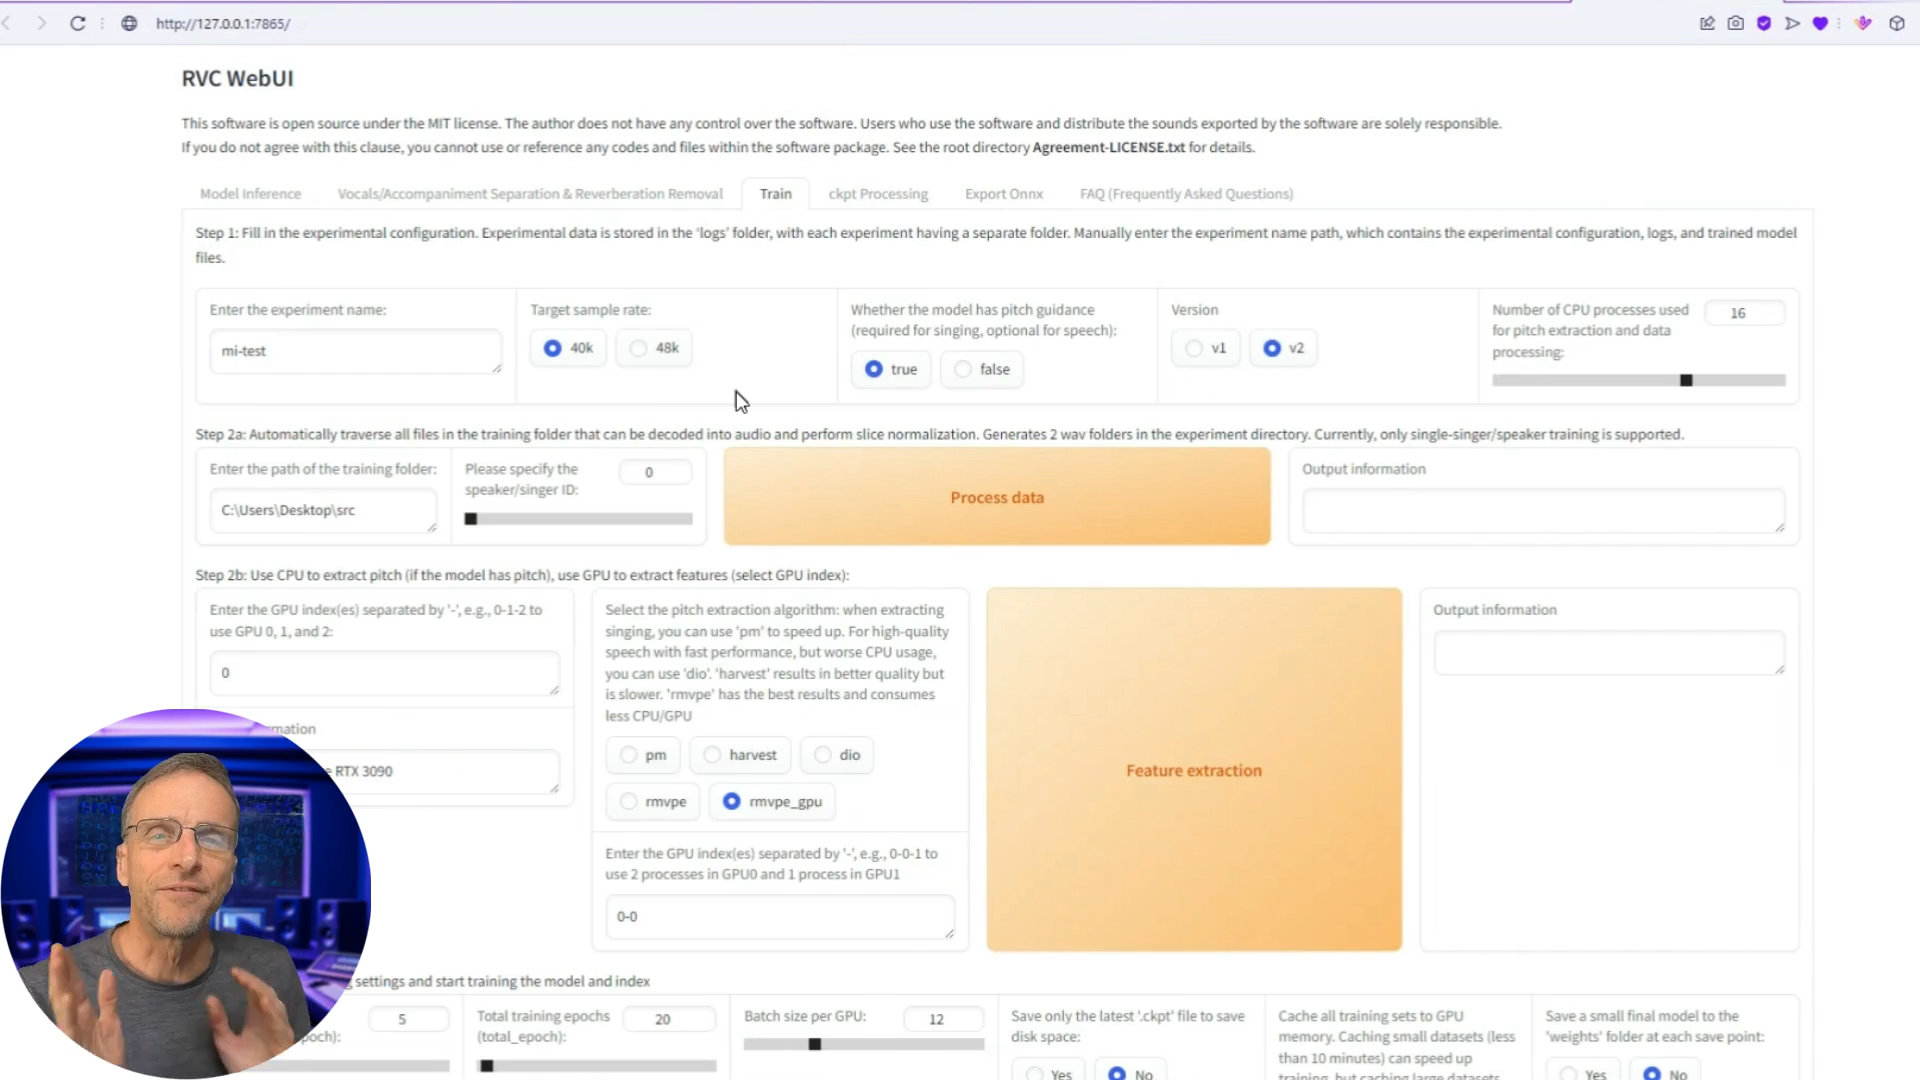 http://127.0.0.1:7865/
RVC WebUI
This software is open source under the MIT license. The author does not have any control over the software. Users who use the software and distribute the sounds exported by the software are solely responsible.
If you do not agree with this clause, you cannot use or reference any codes and files within the software package. See the root directory Agreement-LICENSE.txt for details.
Model Inference
Vocals/Accompaniment Separation & Reverberation Removal
Train
ckpt Processing
Export Onnx
FAQ (Frequently Asked Questions)
Step 1: Fill in the experimental configuration. Experimental data is stored in the 'logs' folder, with each experiment having a separate folder. Manually enter the experiment name path, which contains the experimental configuration, logs, and trained model
files.
Enter the experiment name:
mi-test
Target sample rate:
40k
48k
Whether the model has pitch guidance
(required for singing, optional for speech):
true
false
Version
v1
v2
Number of CPU processes used
for pitch extraction and data
processing:
16
Step 2a: Automatically traverse all files in the training folder that can be decoded into audio and perform slice normalization. Generates 2 wav folders in the experiment directory. Currently, only single-singer/speaker training is supported.
Enter the path of the training folder:
C:\Users\Desktop\src
Please specify the
speaker/singer ID:
0
Process data
Output information
Step 2b: Use CPU to extract pitch (if the model has pitch), use GPU to extract features (select GPU index):
Enter the GPU index(es) separated by '-', e.g., 0-1-2 to
use GPU 0, 1, and 2:
0
mation
RTX 3090
Select the pitch extraction algorithm: when extracting
singing, you can use 'pm' to speed up. For high-quality
speech with fast performance, but worse CPU usage,
you can use 'dio'. 'harvest' results in better quality but
is slower. 'rmvpe' has the best results and consumes
less CPU/GPU
pm
harvest
dio
rmvpe
rmvpe_gpu
Enter the GPU index(es) separated by '-', e.g., 0-0-1 to
use 2 processes in GPU0 and 1 process in GPU1
0-0
Feature extraction
Output information
settings and start training the model and index
poch):
5
Total training epochs
(total_epoch):
20
Batch size per GPU:
12
Save only the latest '.ckpt' file to save
disk space:
Yes
No
Cache all training sets to GPU
memory. Caching small datasets (less
than 10 minutes) can speed up
training, but caching large datasets
Save a small final model to the
'weights' folder at each save point:
Yes
No